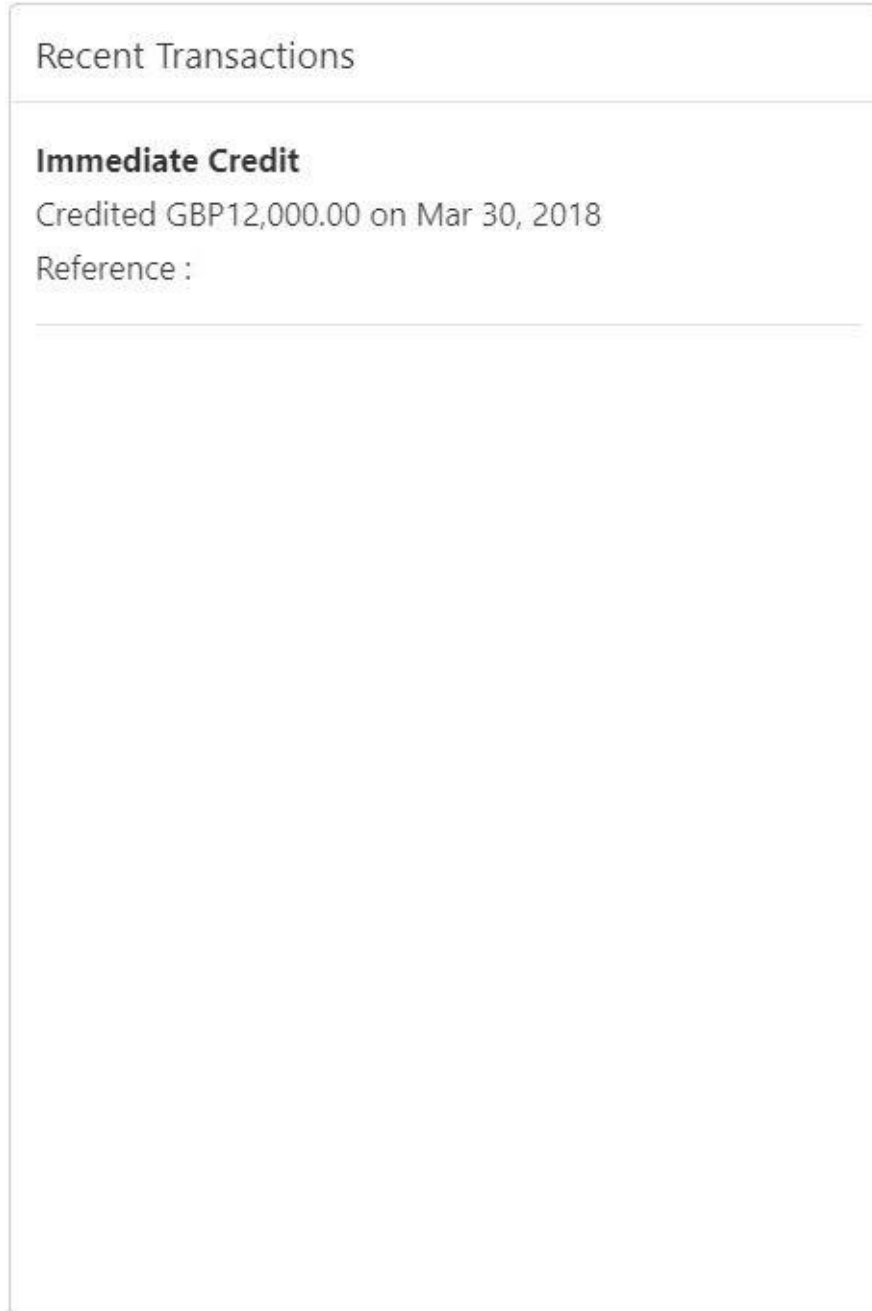 Recent Transactions
Immediate Credit
Credited GBP12,000.00 on Mar 30, 2018
Reference :